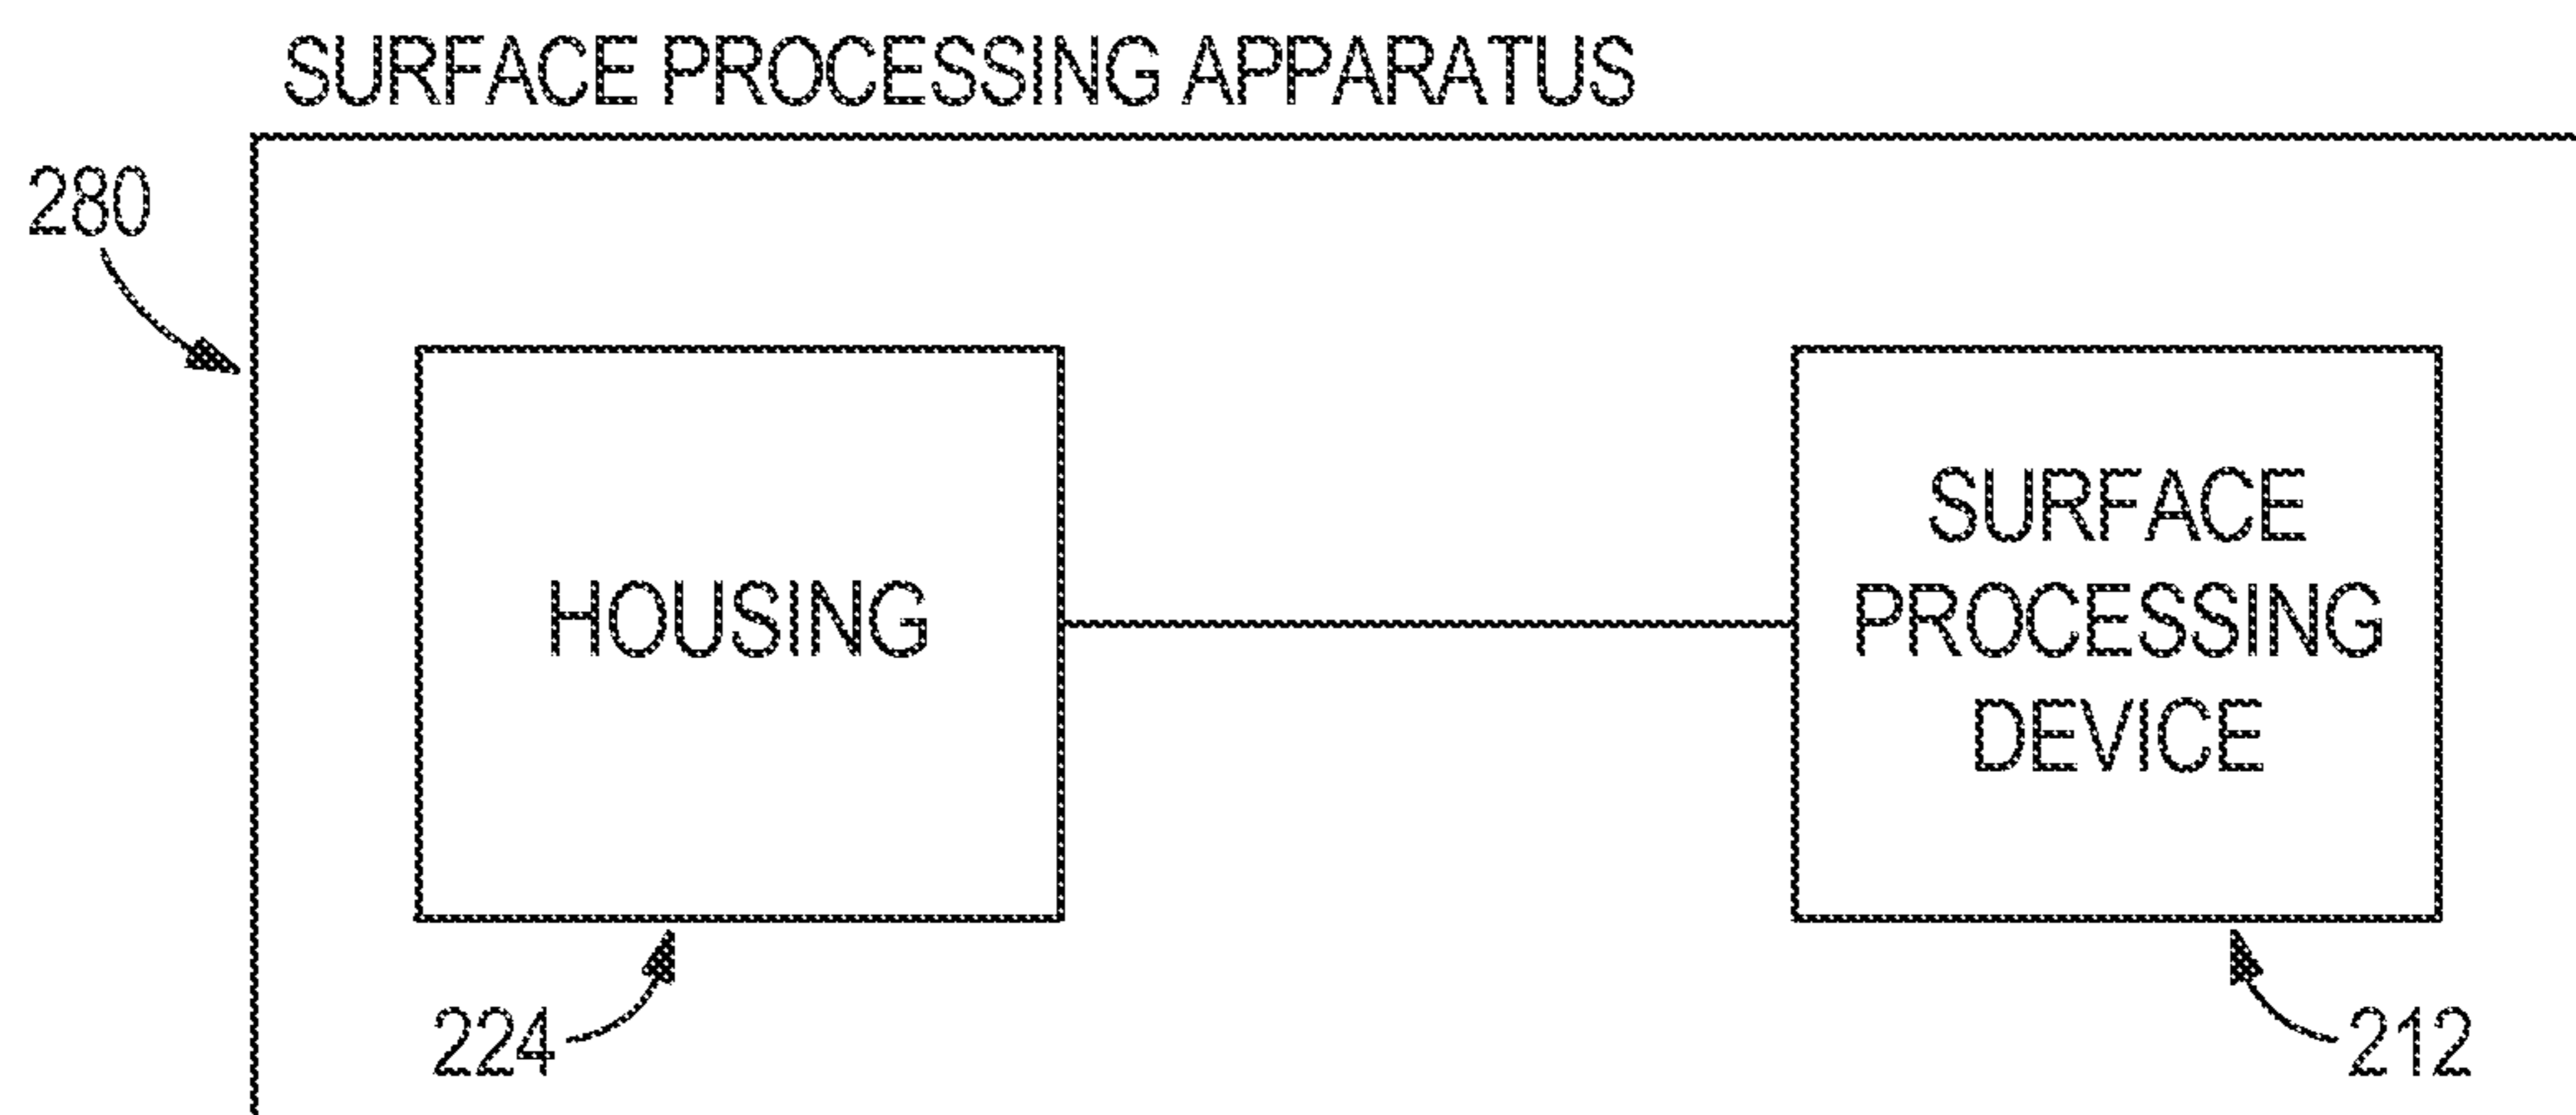 SURFACE PROCESSING APPARATUS
280
HOUSING
SURFACE
PROCESSING
DEVICE
224
212